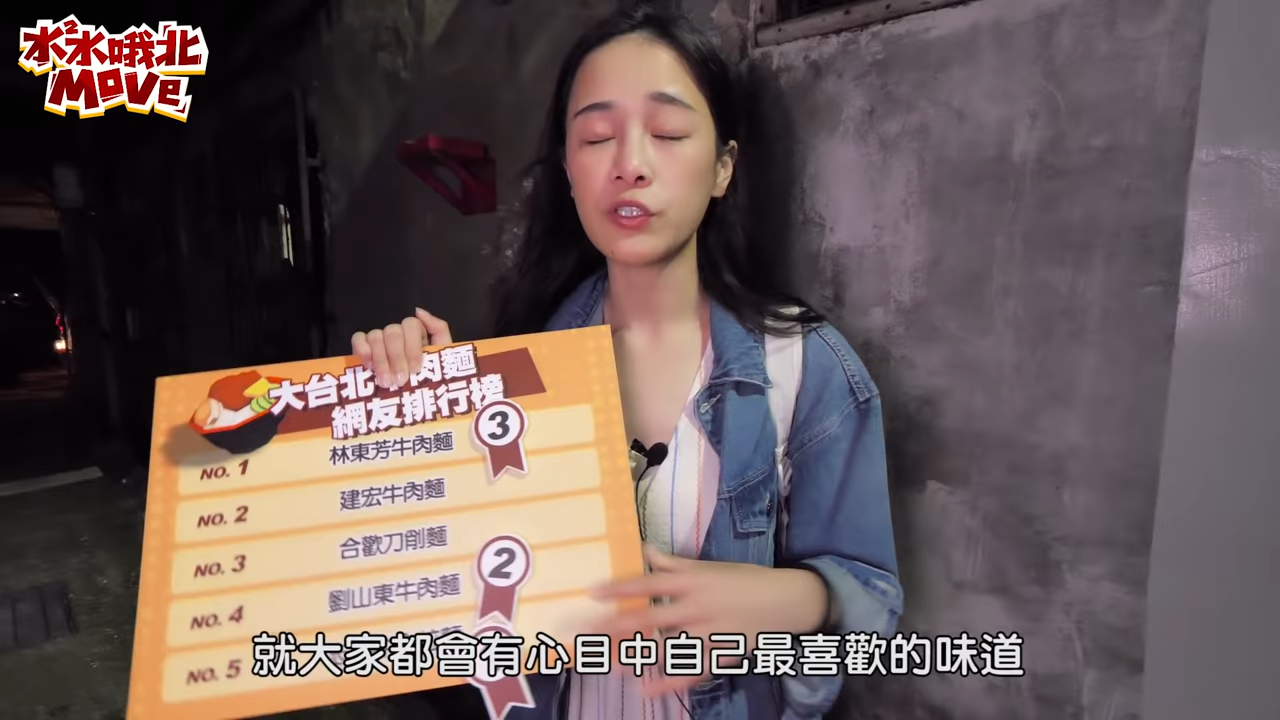 水²水哦北
MOVE
大台北牛肉麵
網友排行榜
NO. 1 林東芳牛肉麵 3
NO. 2 建宏牛肉麵
NO. 3 合歡刀削麵
NO. 4 劉山東牛肉麵 2
NO. 5
就大家都會有心目中自己最喜歡的味道